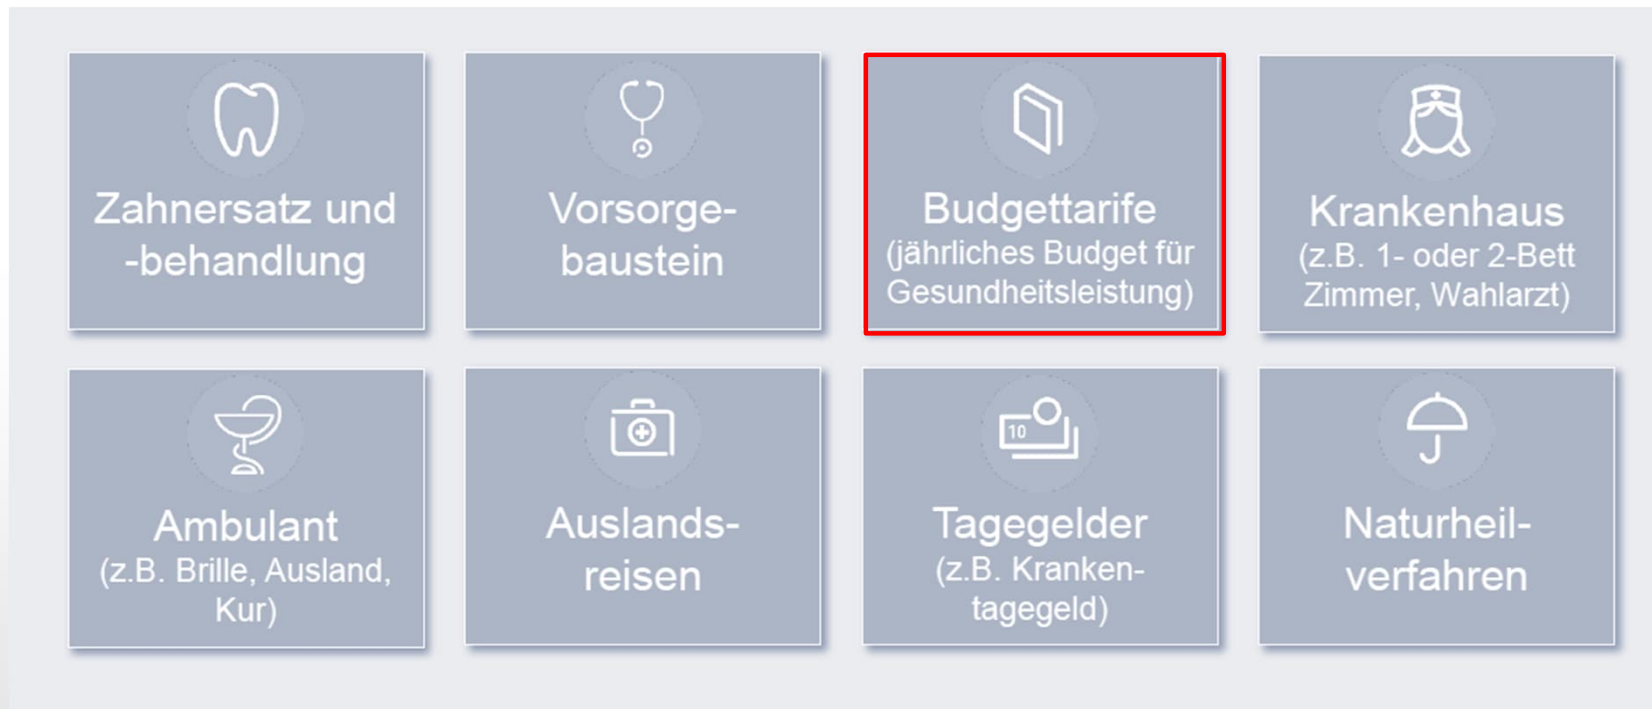 Zahnersatz und
-behandlung
Vorsorge-
baustein
Budgettarife
(jährliches Budget für
Gesundheitsleistung)
Krankenhaus
(z.B. 1- oder 2-Bett
Zimmer, Wahlarzt)
Ambulant
(z.B. Brille, Ausland,
Kur)
Auslands-
reisen
10
Tagegelder
(z.B. Kranken-
tagegeld)
Naturheil-
verfahren